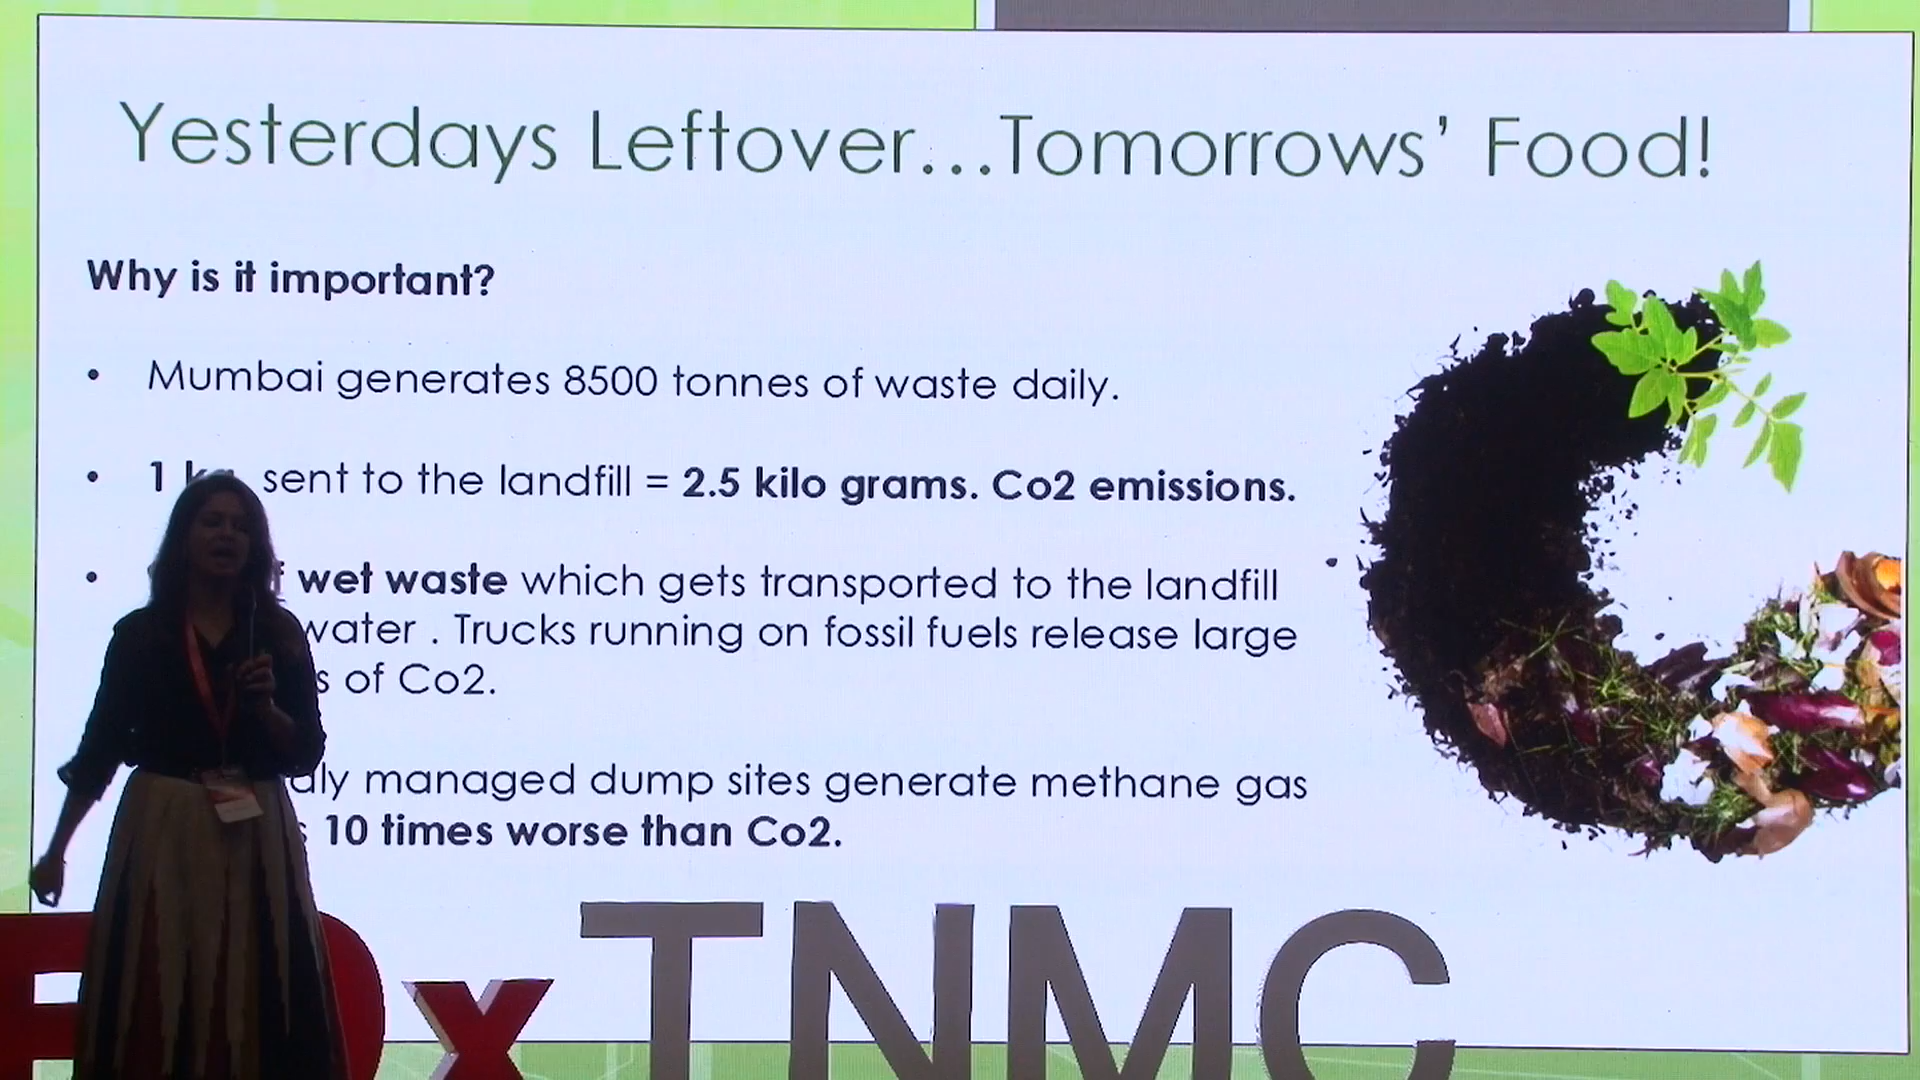 Yesterdays Leftover...Tomorrows' Food!
Why is it important?
• Mumbai generates 8500 tonnes of waste daily.
• 1 sent to the landfill = 2.5 kilo grams. Co2 emissions.
• wet waste which gets transported to the landfill
water . Trucks running on fossil fuels release large
of Co2.
managed dump sites generate methane gas
10 times worse than Co2.
x TNMC